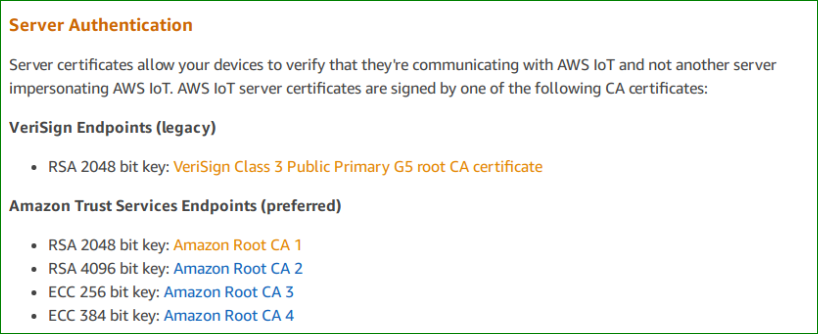 Server Authentication
Server certificates allow your devices to verify that they're communicating with AWS IoT and not another server
impersonating AWS IoT. AWS IoT server certificates are signed by one of the following CA certificates:
VeriSign Endpoints (legacy)
• RSA 2048 bit key: VeriSign Class 3 Public Primary G5 root CA certificate
Amazon Trust Services Endpoints (preferred)
• RSA 2048 bit key: Amazon Root CA 1
• RSA 4096 bit key: Amazon Root CA 2
• ECC 256 bit key: Amazon Root CA 3
• ECC 384 bit key: Amazon Root CA 4